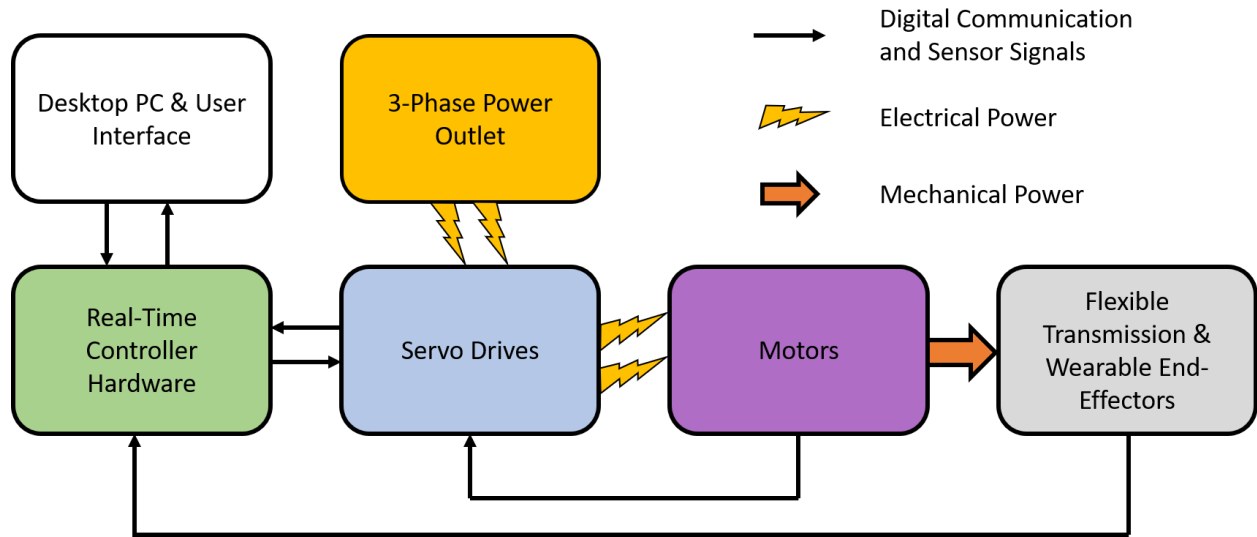 Desktop PC & User
Interface
3-Phase Power
Outlet
Digital Communication
and Sensor Signals
Electrical Power
Mechanical Power
Real-Time
Controller
Hardware
Servo Drives
Motors
Flexible
Transmission &
Wearable End-
Effectors